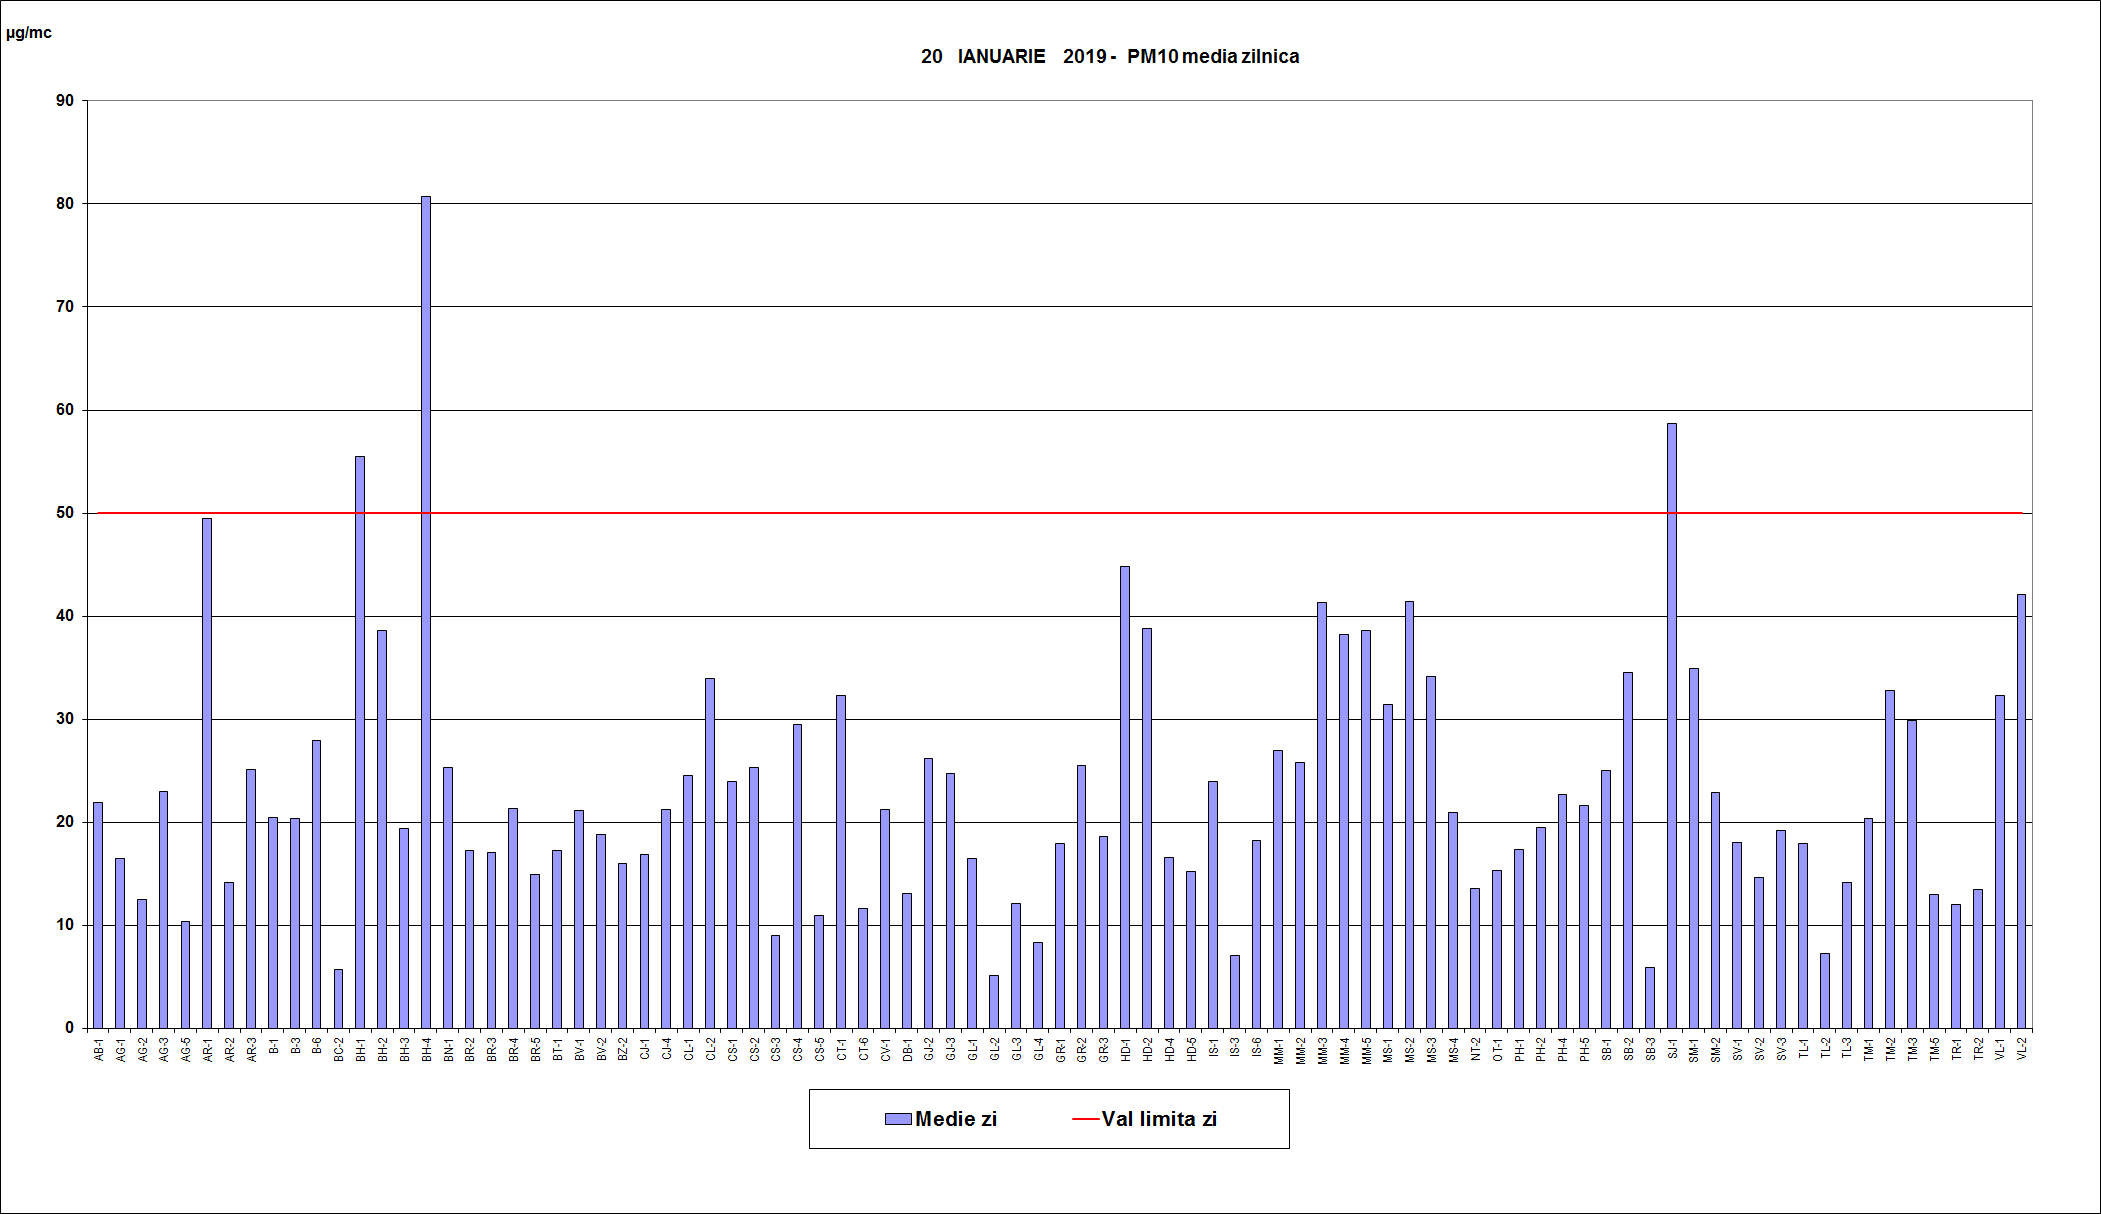 µg/mc
20 IANUARIE 2019 - PM10 media zilnica
90
80
70
60
50
40
30
20
10
0
AB-1 AG-1 AG-2 AG-3 AG-5 AR-1 AR-2 AR-3 B-1 B-3 B-6 BC-2 BH-1 BH-2 BH-3 BH-4 BN-1 BR-2 BR-3 BR-4 BR-5 BT-1 BV-1 BV-2 BZ-2 CJ-1 CJ-4 CL-1 CL-2 CS-1 CS-2 CS-3 CS-4 CS-5 CT-1 CT-6 CV-1 DB-1 GJ-2 GJ-3 GL-1 GL-2 GL-3 GL-4 GR-1 GR-2 GR-3 HD-1 HD-2 HD-4 HD-5 IS-1 IS-3 IS-6 MM-1 MM-2 MM-3 MM-4 MM-5 MS-1 MS-2 MS-3 MS-4 NT-2 OT-1 PH-1 PH-2 PH-4 PH-5 SB-1 SB-2 SB-3 SJ-1 SM-1 SM-2 SV-1 SV-2 SV-3 TL-1 TL-2 TL-3 TM-1 TM-2 TM-3 TM-5 TR-1 TR-2 VL-1 VL-2
Medie zi Val limita zi